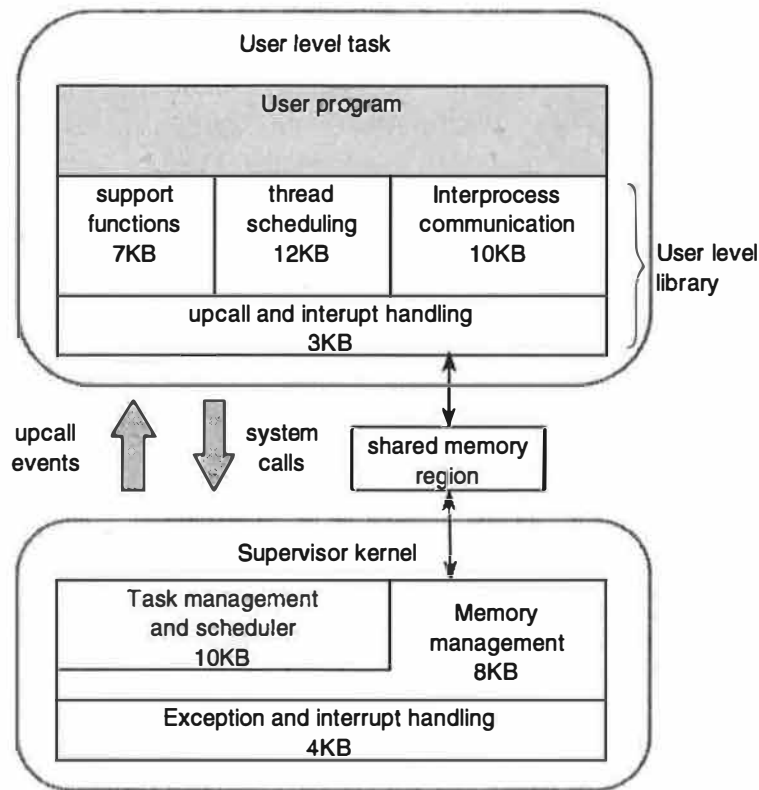 User level task
User program
support
functions
7KB
thread
scheduling
12KB
Interprocess
communication
10KB
User level
library
upcall and interupt handling
3KB
upcall
events
system
calls
shared memory
region
Supervisor kernel
Task management
and scheduler
10KB
Memory
management
8KB
Exception and interrupt handling
4KB